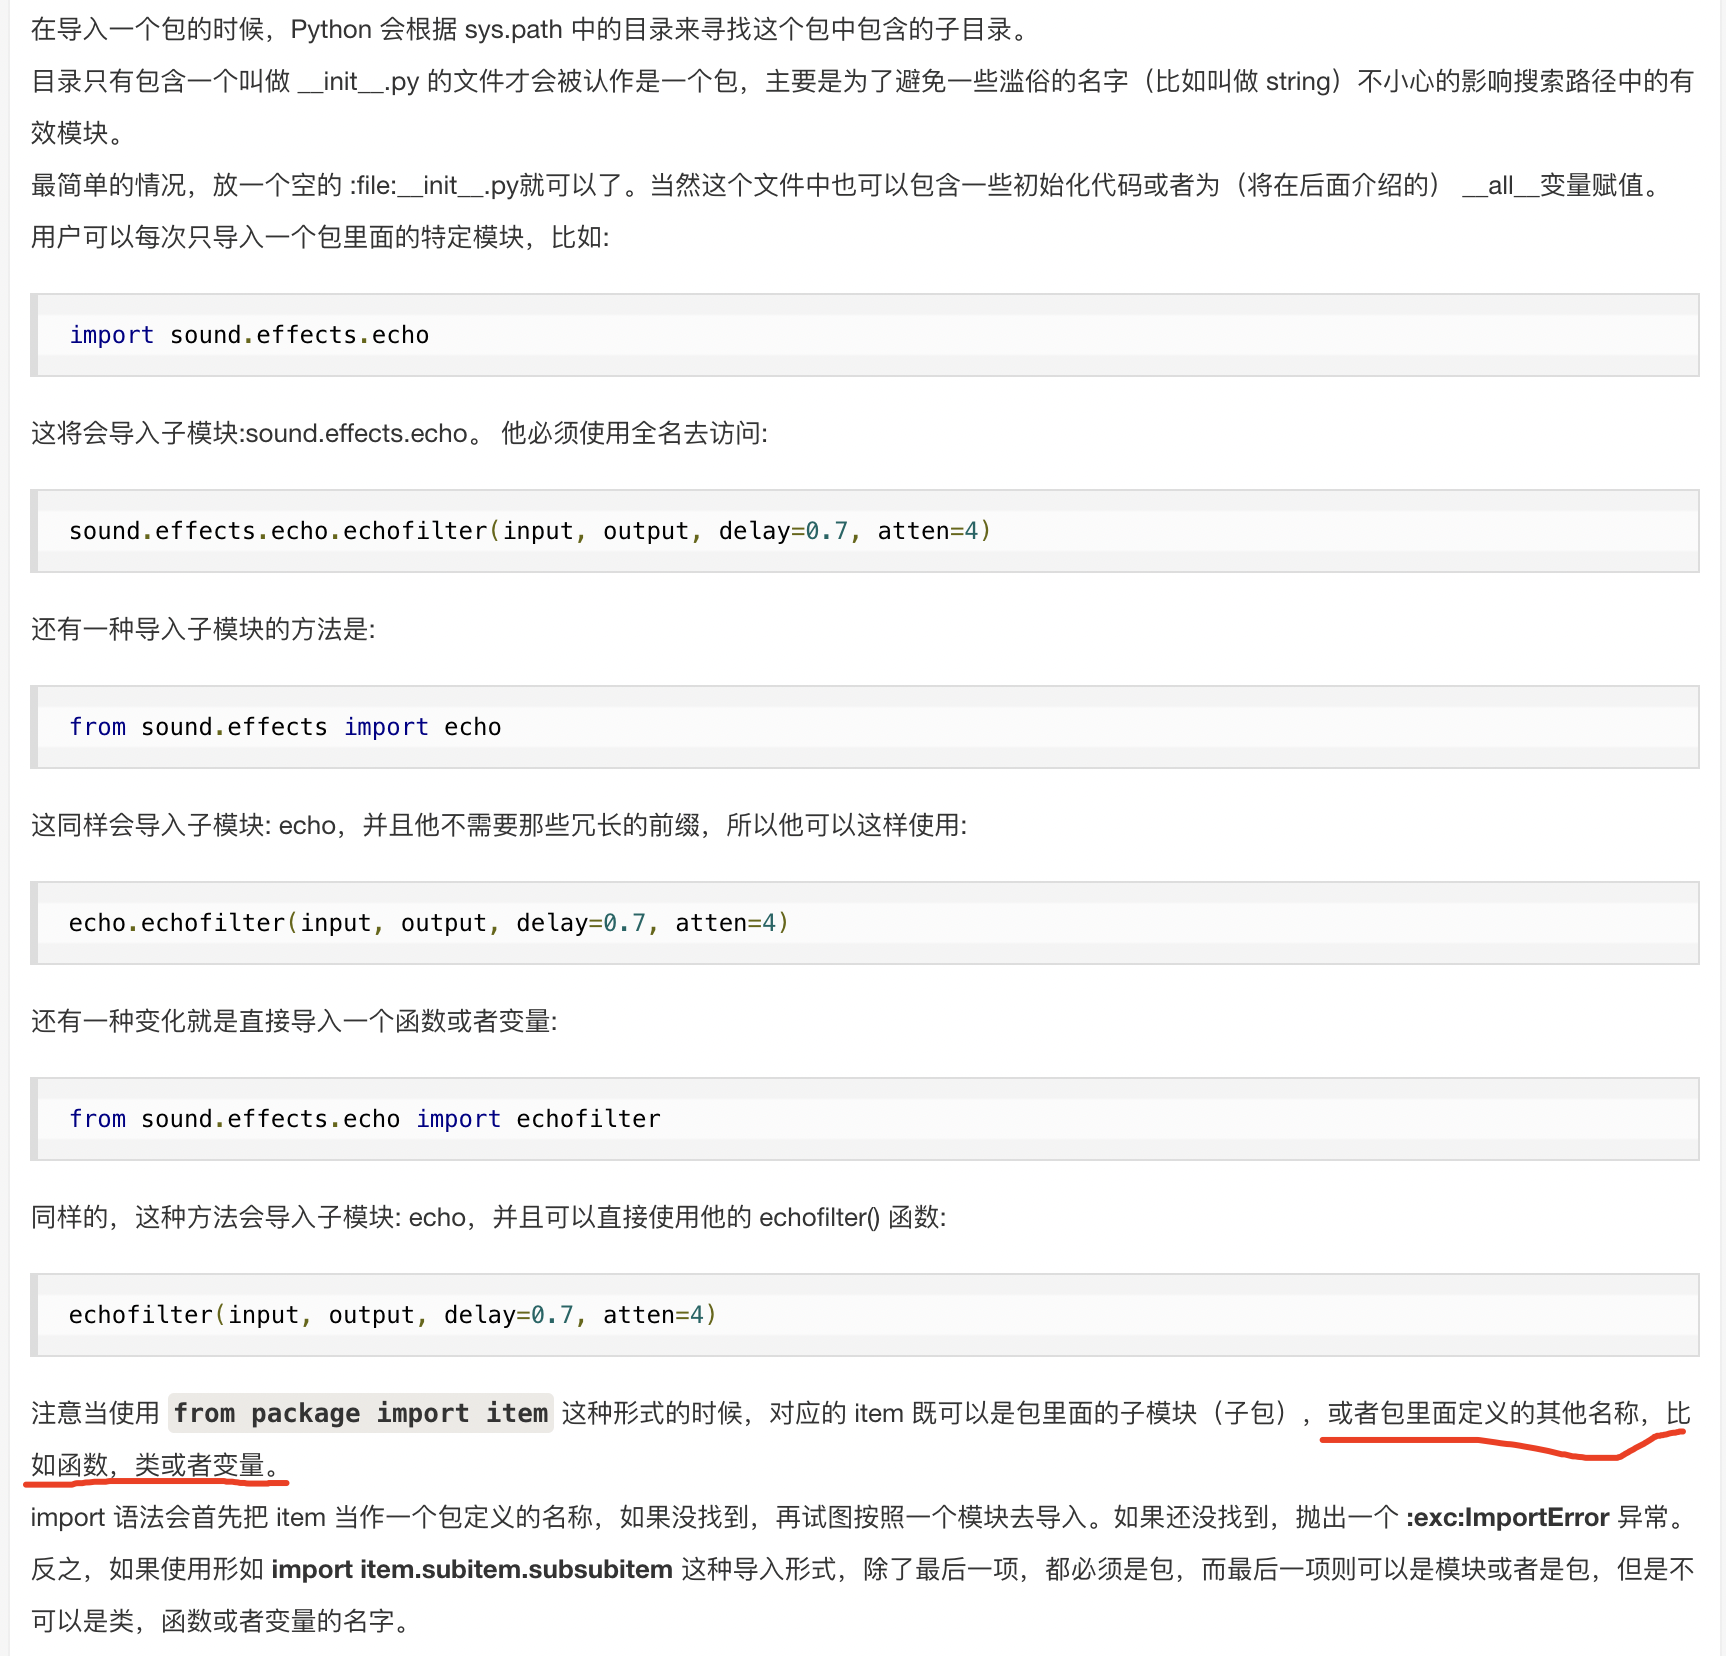 在导入一个包的时候，Python 会根据 sys.path 中的目录来寻找这个包中包含的子目录。
目录只有包含一个叫做 __init__.py 的文件才会被认作是一个包，主要是为了避免一些滥俗的名字（比如叫做 string）不小心的影响搜索路径中的有
效模块。
最简单的情况，放一个空的 :file:__init__.py就可以了。当然这个文件中也可以包含一些初始化代码或者为（将在后面介绍的） __all__变量赋值。
用户可以每次只导入一个包里面的特定模块，比如:
import sound.effects.echo
这将会导入子模块:sound.effects.echo。 他必须使用全名去访问:
sound.effects.echo.echofilter(input, output, delay=0.7, atten=4)
还有一种导入子模块的方法是:
from sound.effects import echo
这同样会导入子模块: echo，并且他不需要那些冗长的前缀，所以他可以这样使用:
echo.echofilter(input, output, delay=0.7, atten=4)
还有一种变化就是直接导入一个函数或者变量:
from sound.effects.echo import echofilter
同样的，这种方法会导入子模块: echo，并且可以直接使用他的 echofilter() 函数:
echofilter(input, output, delay=0.7, atten=4)
注意当使用 from package import item 这种形式的时候，对应的 item 既可以是包里面的子模块（子包），或者包里面定义的其他名称，比
如函数，类或者变量。
import 语法会首先把 item 当作一个包定义的名称，如果没找到，再试图按照一个模块去导入。如果还没找到，抛出一个 :exc:ImportError 异常。
反之，如果使用形如 import item.subitem.subsubitem 这种导入形式，除了最后一项，都必须是包，而最后一项则可以是模块或者是包，但是不
可以是类，函数或者变量的名字。